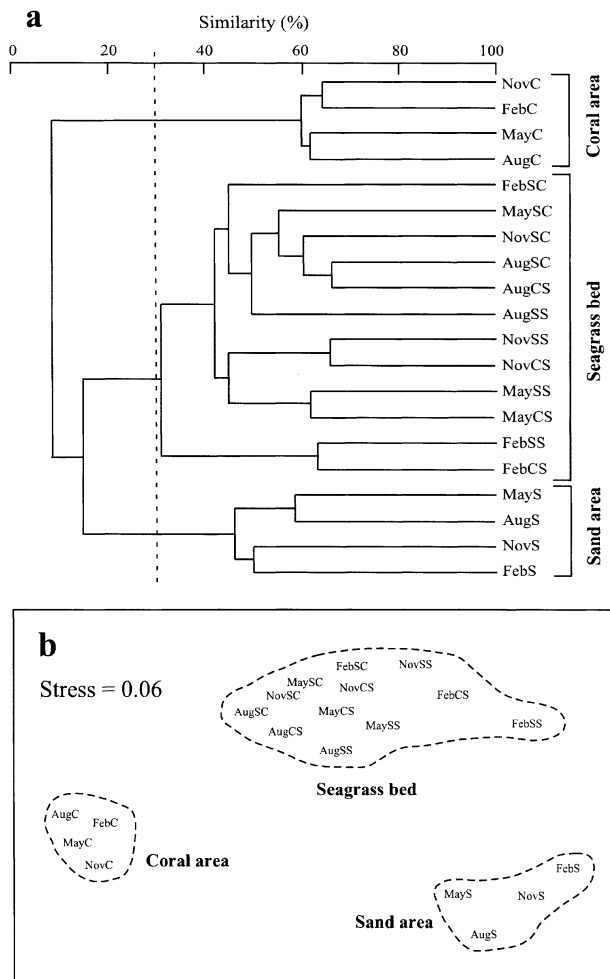 a
Similarity (%)
0 20 40 60 80 100
NovC
FebC
MayC
AugC
Coral area
FebSC
MaySC
NovSC
AugSC
AugCS
AugSS
NovSS
NovCS
MaySS
MayCS
FebSS
FebCS
Seagrass bed
MayS
AugS
NovS
FebS
Sand area
b
Stress = 0.06
FebSC NovSS
MaySC NovCS
NovSC FebCS
AugSC MayCS
AugCS MaySS FebSS
AugSS
Seagrass bed
AugC FebC
MayC
NovC
Coral area
FebS
MayS NovS
AugS
Sand area